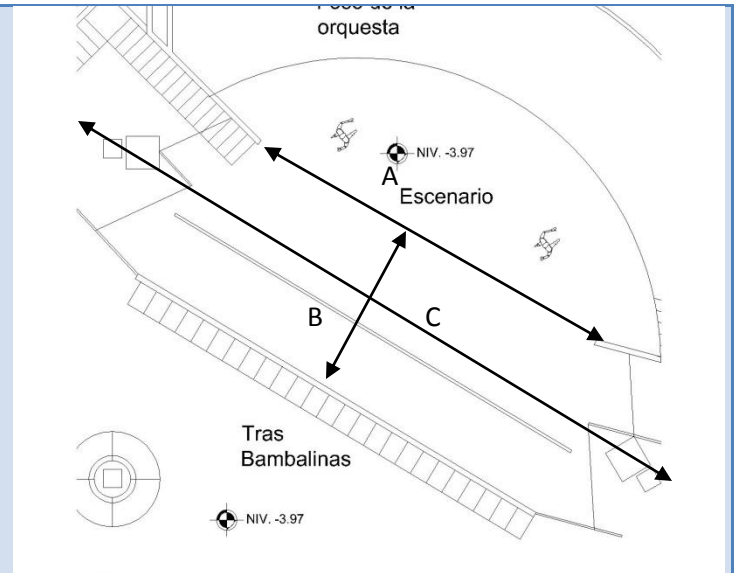 orquesta
NIV. -3.97
A
Escenario
B
C
Tras
Bambalinas
NIV. -3.97